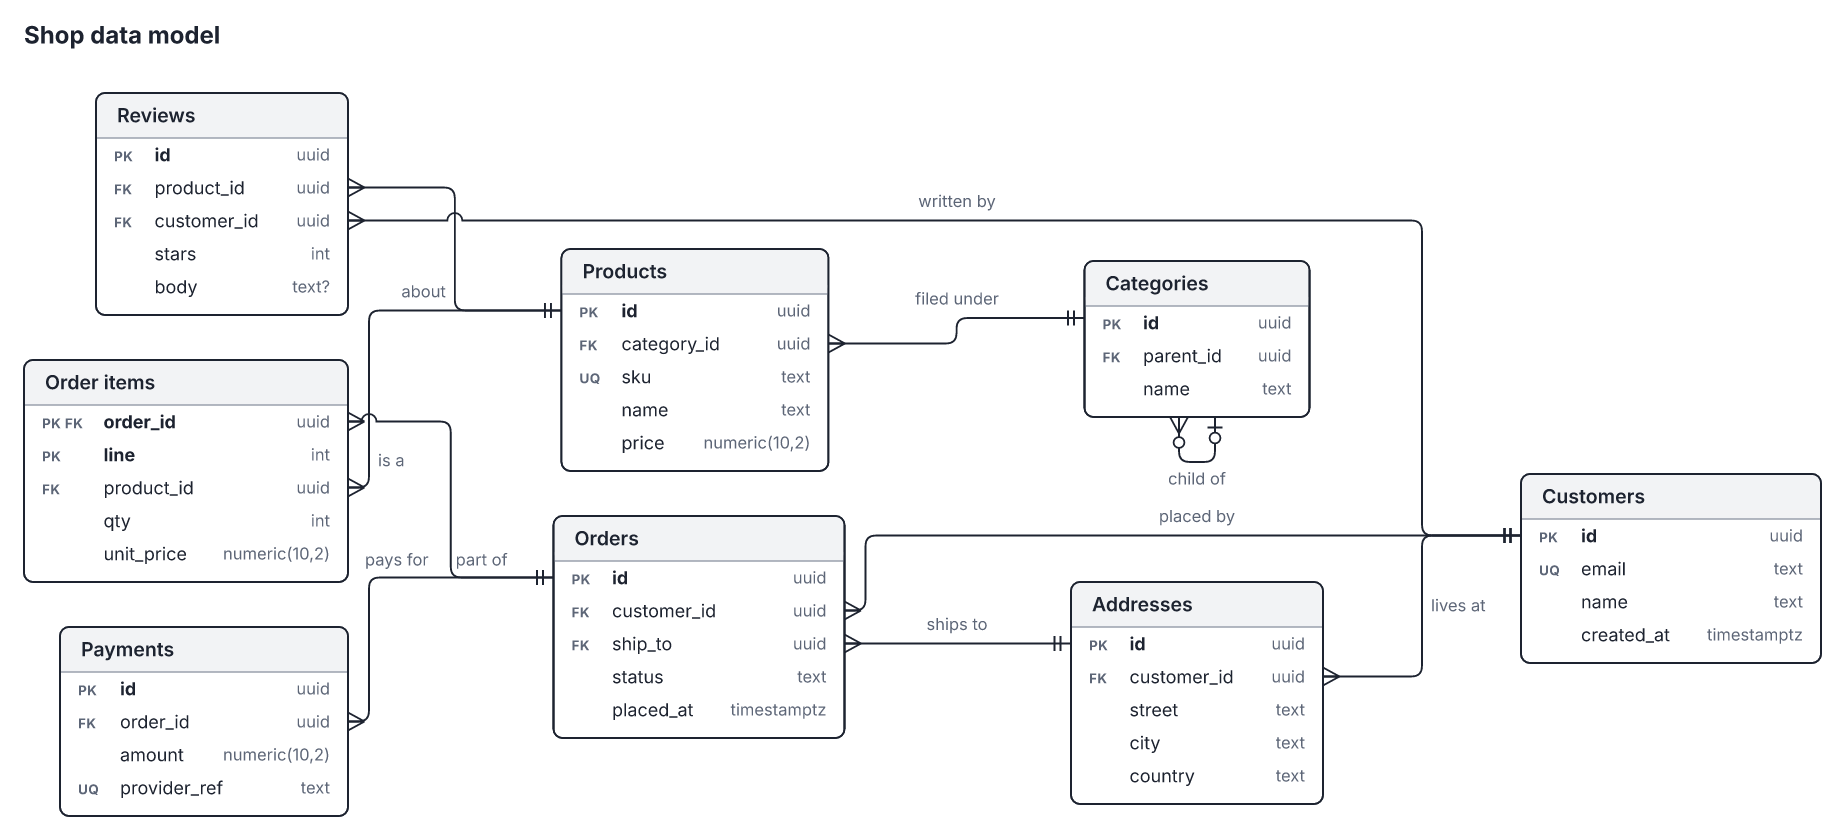 Shop data model
Reviews
PK id uuid
FK product_id uuid
FK customer_id uuid
stars int
body text?
written by
about
Products
PK id uuid
FK category_id uuid
UQ sku text
name text
price numeric(10,2)
filed under
Categories
PK id uuid
FK parent_id uuid
name text
child of
Order items
PK FK order_id uuid
PK line int
FK product_id uuid
qty int
unit_price numeric(10,2)
is a
pays for
part of
Orders
PK id uuid
FK customer_id uuid
FK ship_to uuid
status text
placed_at timestamptz
placed by
ships to
Customers
PK id uuid
UQ email text
name text
created_at timestamptz
lives at
Addresses
PK id uuid
FK customer_id uuid
street text
city text
country text
Payments
PK id uuid
FK order_id uuid
amount numeric(10,2)
UQ provider_ref text